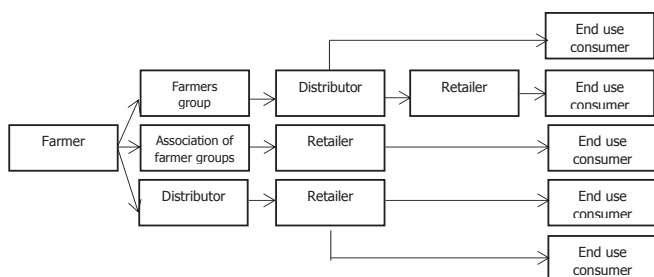 End use
consumer
Farmers
group
Distributor
Retailer
End use
consumer
Farmer
Association of
farmer groups
Retailer
End use
consumer
Distributor
Retailer
End use
consumer
End use
consumer